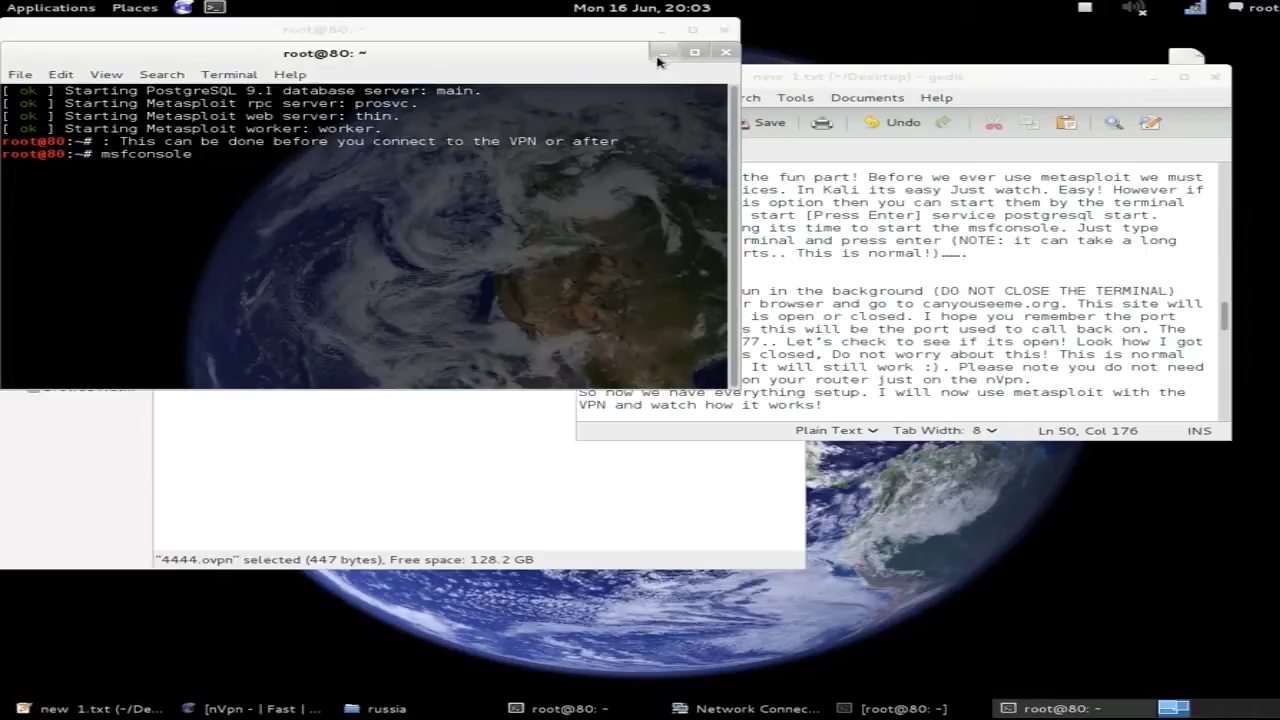 Applications Places Mon 16 Jun, 20:03 root
root@80: ~
root@80: ~
File Edit View Search Terminal Help
[ ok ] Starting PostgreSQL 9.1 database server: main.
[ ok ] Starting Metasploit rpc server: prosvc.
[ ok ] Starting Metasploit web server: thin.
[ ok ] Starting Metasploit worker: worker.
root@80:~# : This can be done before you connect to the VPN or after
root@80:~# msfconsole
new 1.txt (~/Desktop) - gedit
rch Tools Documents Help
Save Undo
the fun part! Before we ever use metasploit we must
ices. In Kali its easy Just watch. Easy! However if
is option then you can start them by the terminal
start [Press Enter] service postgresql start.
ng its time to start the msfconsole. Just type
rminal and press enter (NOTE: it can take a long
rts.. This is normal!)…….
un in the background (DO NOT CLOSE THE TERMINAL)
r browser and go to canyouseeme.org. This site will
is open or closed. I hope you remember the port
s this will be the port used to call back on. The
77.. Let's check to see if its open! Look how I got
s closed, Do not worry about this! This is normal
It will still work :). Please note you do not need
on your router just on the nVpn.
So now we have everything setup. I will now use metasploit with the
VPN and watch how it works!
Plain Text Tab Width: 8 Ln 50, Col 176 INS
"4444.ovpn" selected (447 bytes), Free space: 128.2 GB
new 1.txt (~/De... [nVpn - | Fast | ... russia root@80: ~ Network Connec... [root@80: ~] root@80: ~